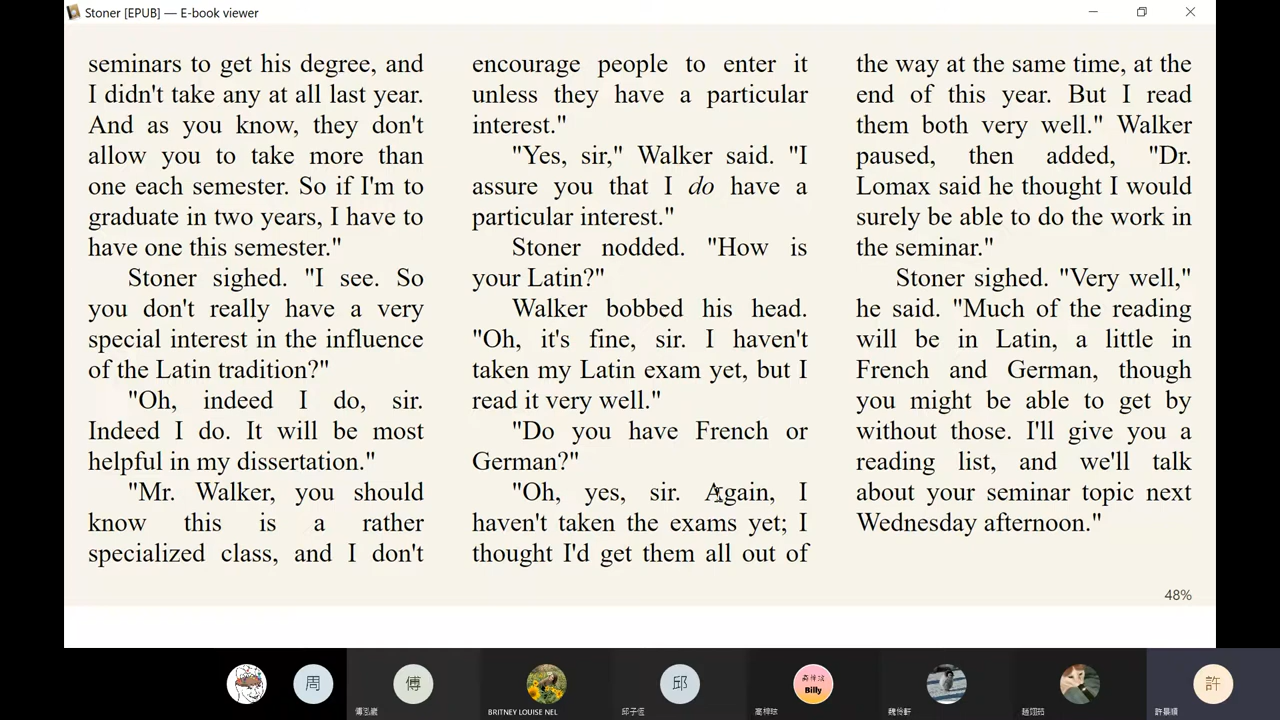 Stoner [EPUB] — E-book viewer
seminars to get his degree, and
I didn't take any at all last year.
And as you know, they don't
allow you to take more than
one each semester. So if I'm to
graduate in two years, I have to
have one this semester."
Stoner sighed. "I see. So
you don't really have a very
special interest in the influence
of the Latin tradition?"
"Oh, indeed I do, sir.
Indeed I do. It will be most
helpful in my dissertation."
"Mr. Walker, you should
know this is a rather
specialized class, and I don't
encourage people to enter it
unless they have a particular
interest."
"Yes, sir," Walker said. "I
assure you that I do have a
particular interest."
Stoner nodded. "How is
your Latin?"
Walker bobbed his head.
"Oh, it's fine, sir. I haven't
taken my Latin exam yet, but I
read it very well."
"Do you have French or
German?"
"Oh, yes, sir. Again, I
haven't taken the exams yet; I
thought I'd get them all out of
the way at the same time, at the
end of this year. But I read
them both very well." Walker
paused, then added, "Dr.
Lomax said he thought I would
surely be able to do the work in
the seminar."
Stoner sighed. "Very well,"
he said. "Much of the reading
will be in Latin, a little in
French and German, though
you might be able to get by
without those. I'll give you a
reading list, and we'll talk
about your seminar topic next
Wednesday afternoon."
48%
周
傅
邱
Billy
許
BRITNEY LOUISE NEL